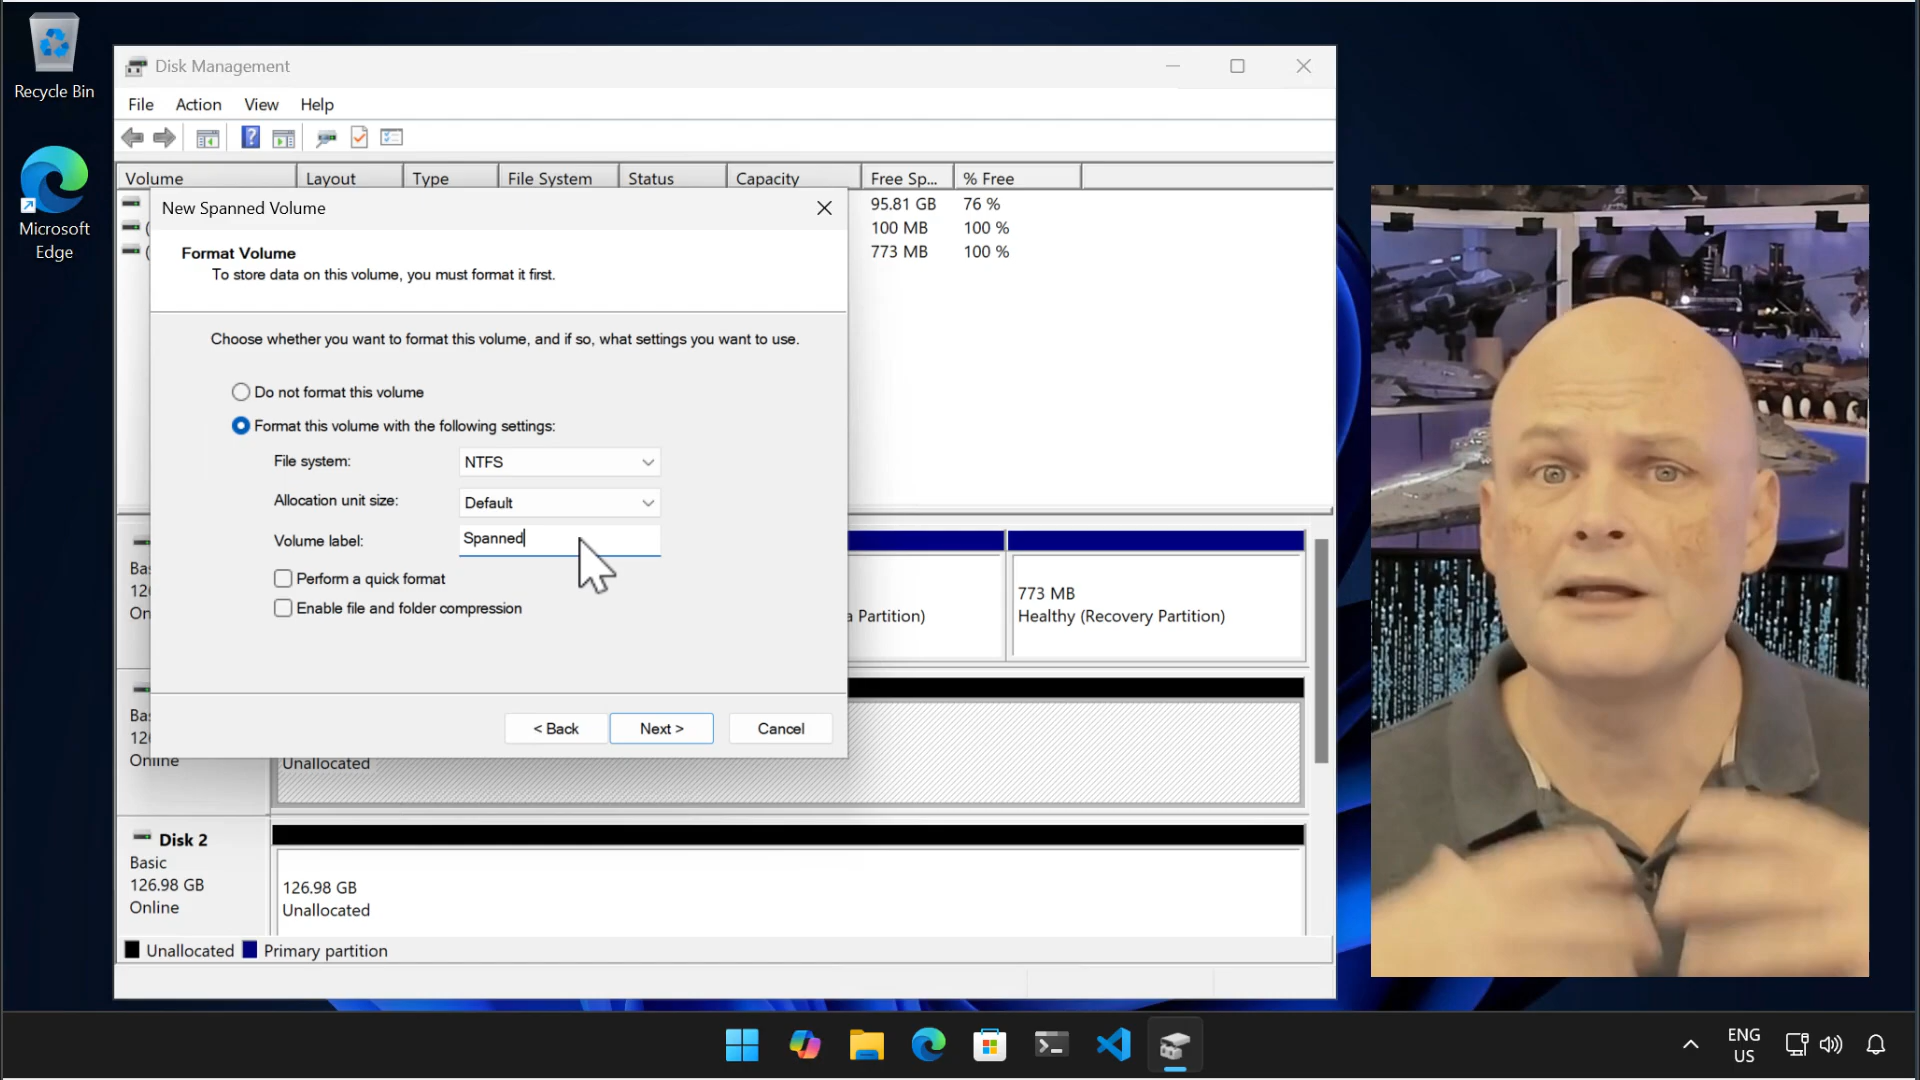 Recycle Bin
Microsoft
Edge
Disk Management
File Action View Help
Volume Layout Type File System Status Capacity Free Sp... % Free
95.81 GB 76 %
( 100 MB 100 %
( 773 MB 100 %
New Spanned Volume
Format Volume
To store data on this volume, you must format it first.
Choose whether you want to format this volume, and if so, what settings you want to use.
Do not format this volume
Format this volume with the following settings:
File system: NTFS
Allocation unit size: Default
Volume label: Spanned
Perform a quick format
Enable file and folder compression
< Back Next > Cancel
Ba
12
On
a Partition)
773 MB
Healthy (Recovery Partition)
Ba
12
Online
Unallocated
Disk 2
Basic
126.98 GB
Online
126.98 GB
Unallocated
Unallocated Primary partition
ENG
US